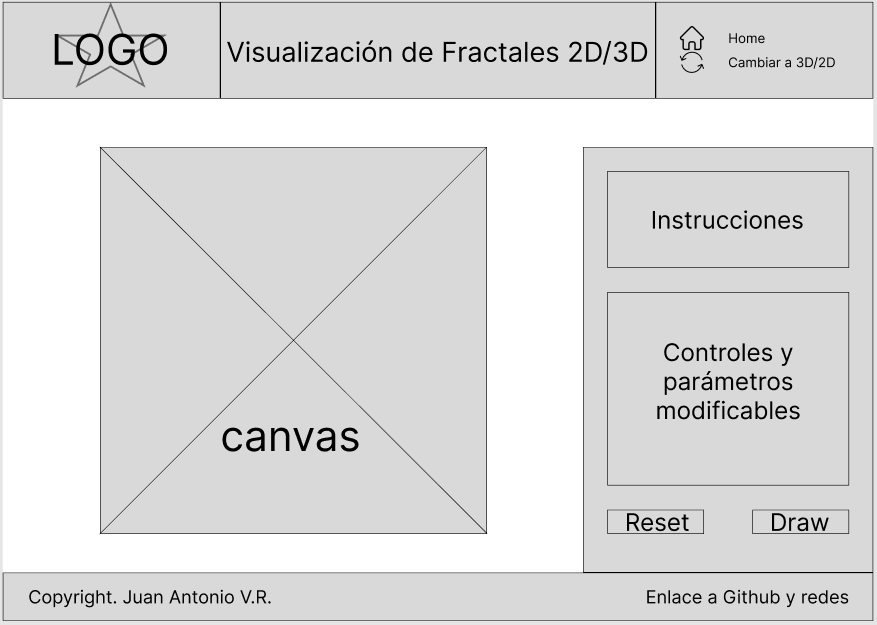 LOGO
Visualización de Fractales 2D/3D
Home
Cambiar a 3D/2D
canvas
Instrucciones
Controles y
parámetros
modificables
Reset
Draw
Copyright. Juan Antonio V.R.
Enlace a Github y redes